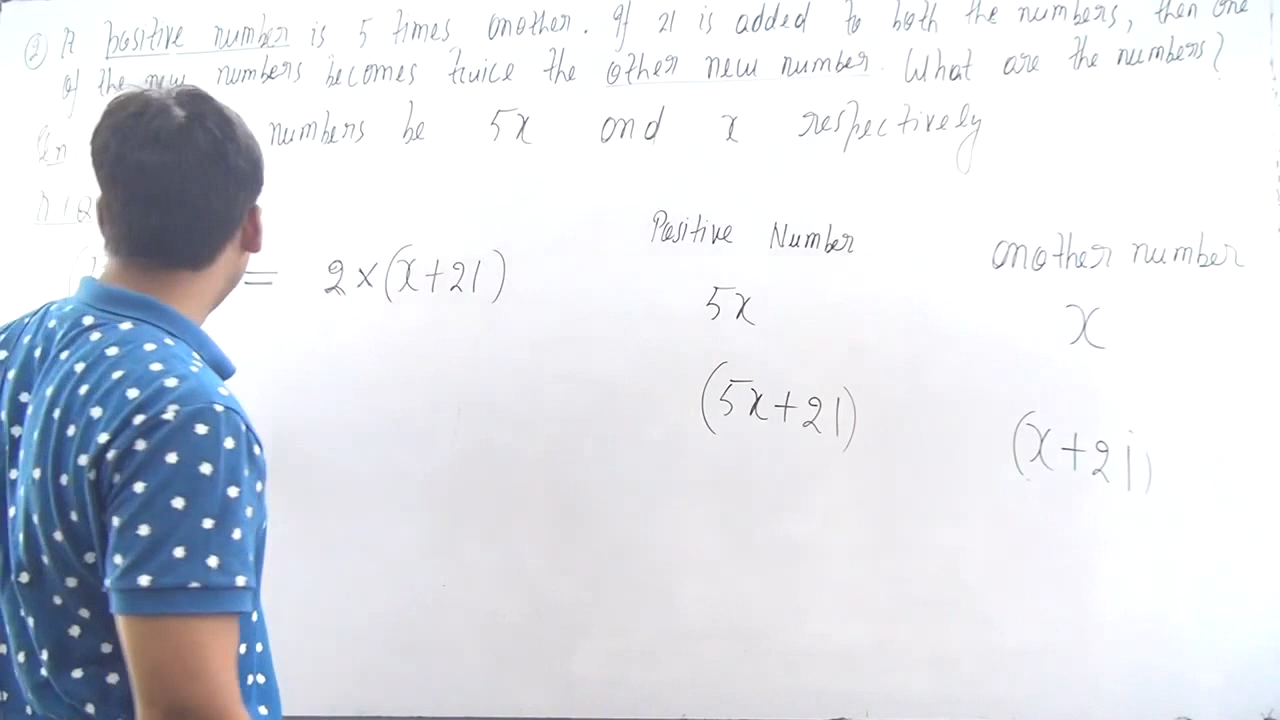 ② A positive number is 5 times another. If 21 is added to both the numbers, then one
of the new numbers becomes twice the other new number. What are the numbers?
numbers be 5x and x respectively
= 2×(x+21)
Positive Number
another number
5x
x
(5x+21)
(x+21)